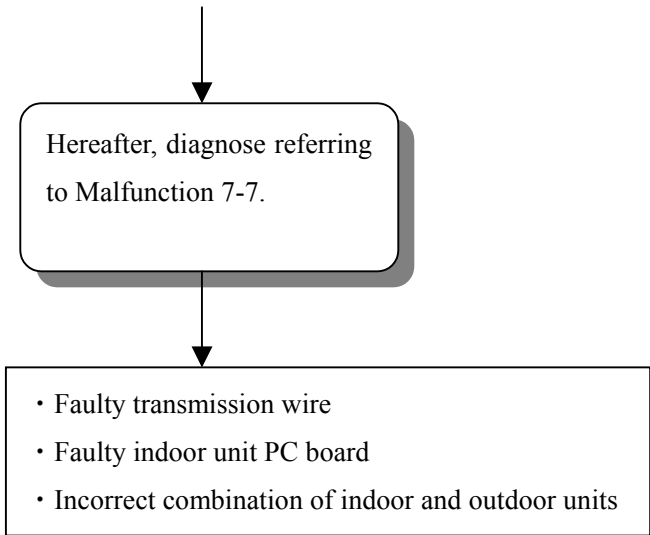 Hereafter, diagnose referring
to Malfunction 7-7.
・Faulty transmission wire
・Faulty indoor unit PC board
・Incorrect combination of indoor and outdoor units